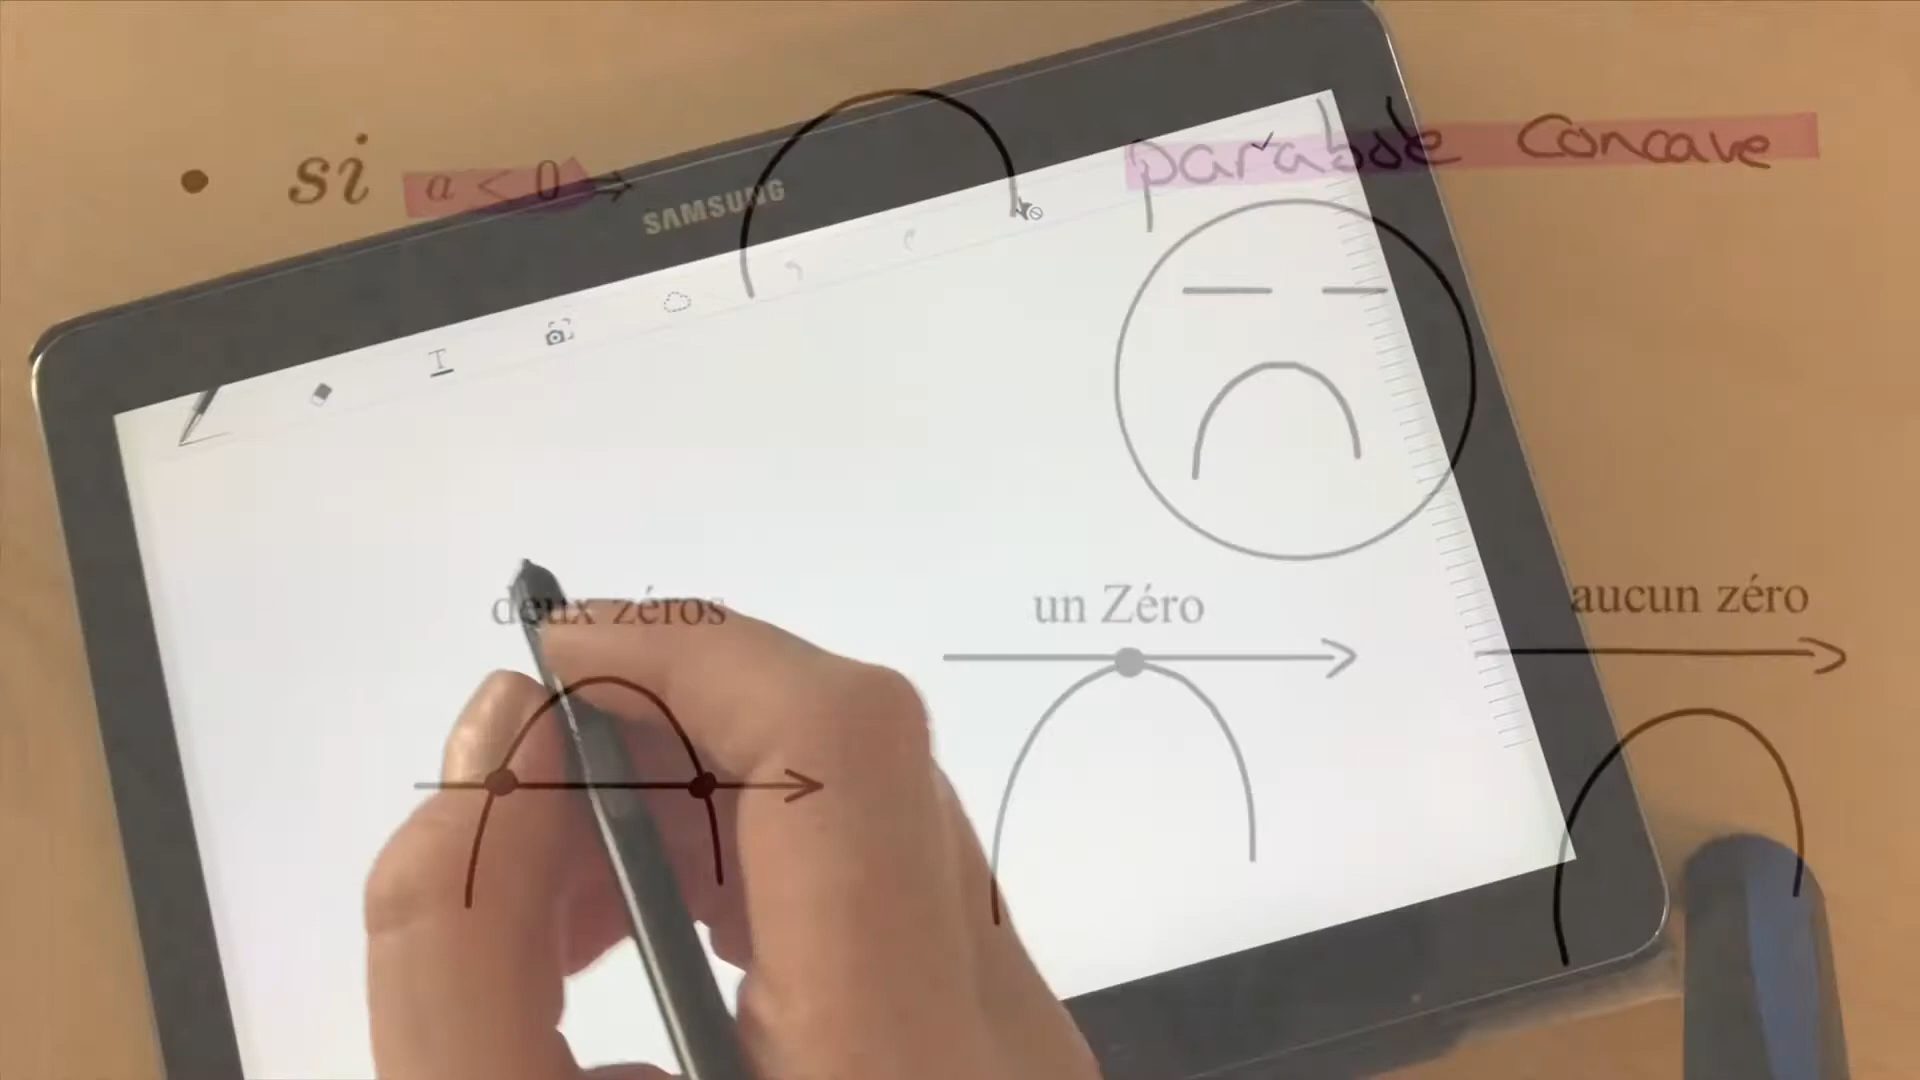 si a < 0 → parabole concave
SAMSUNG
T
deux zéros
un Zéro
aucun zéro